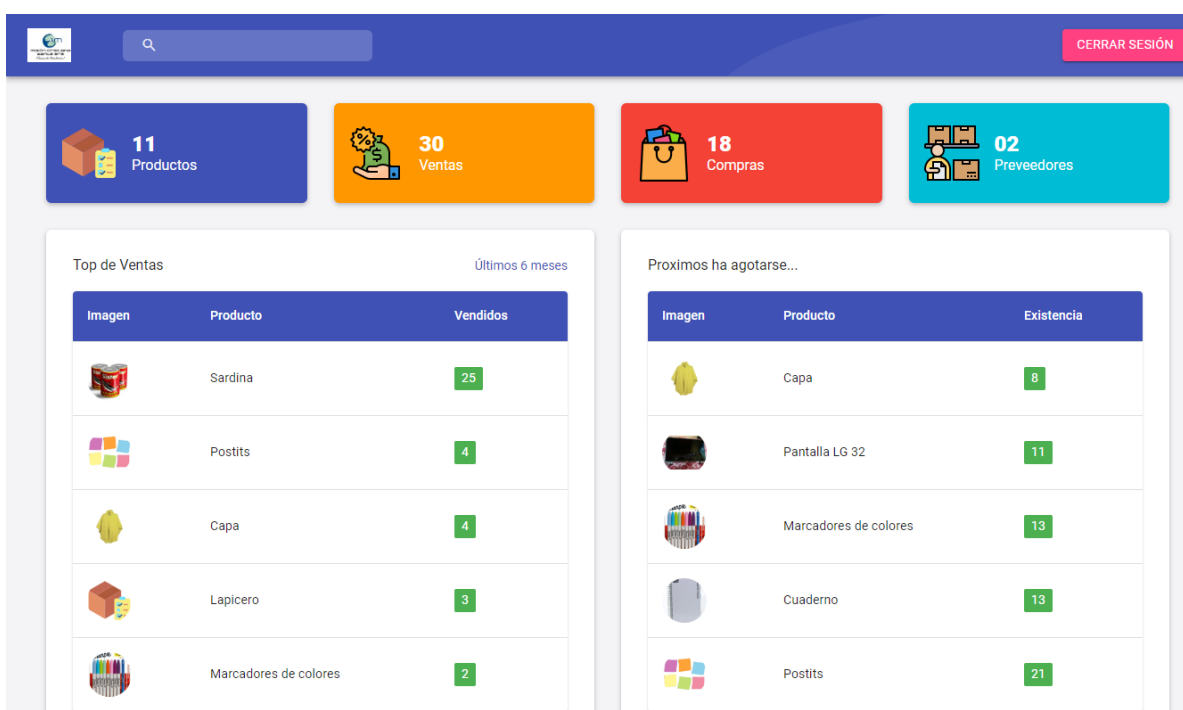 CERRAR SESIÓN
11
Productos
30
Ventas
18
Compras
02
Preveedores
Top de Ventas
Últimos 6 meses
Imagen Producto Vendidos
Sardina 25
Postits 4
Capa 4
Lapicero 3
Marcadores de colores 2
Proximos ha agotarse...
Imagen Producto Existencia
Capa 8
Pantalla LG 32 11
Marcadores de colores 13
Cuaderno 13
Postits 21